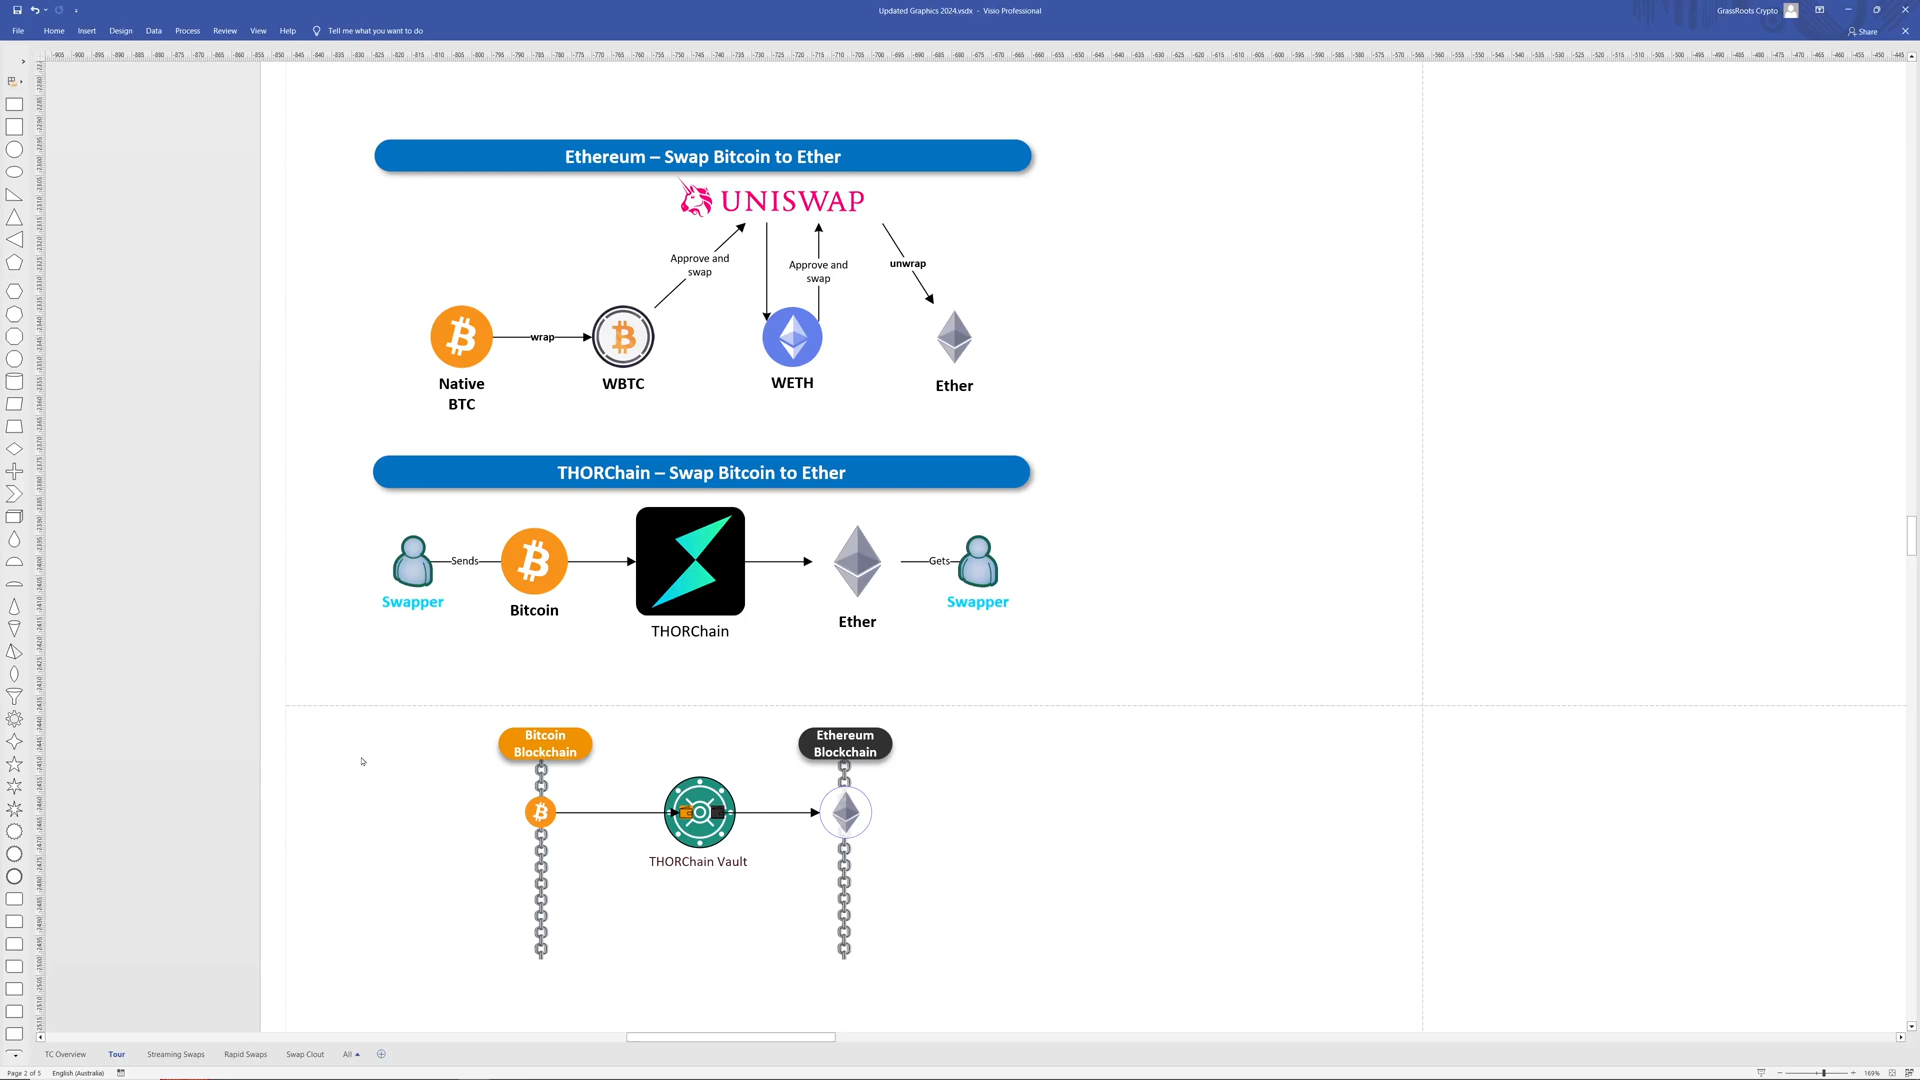 Updated Graphics 2024.vsdx - Visio Professional
GrassRoots Crypto
File Home Insert Design Data Process Review View Help Tell me what you want to do
Share
Ethereum – Swap Bitcoin to Ether
UNISWAP
Approve and
swap
Approve and
swap
unwrap
wrap
Native
BTC
WBTC
WETH
Ether
THORChain – Swap Bitcoin to Ether
Sends
Gets
Swapper
Bitcoin
THORChain
Ether
Swapper
Bitcoin
Blockchain
Ethereum
Blockchain
THORChain Vault
TC Overview Tour Streaming Swaps Rapid Swaps Swap Clout All
Page 2 of 5 English (Australia)
169%